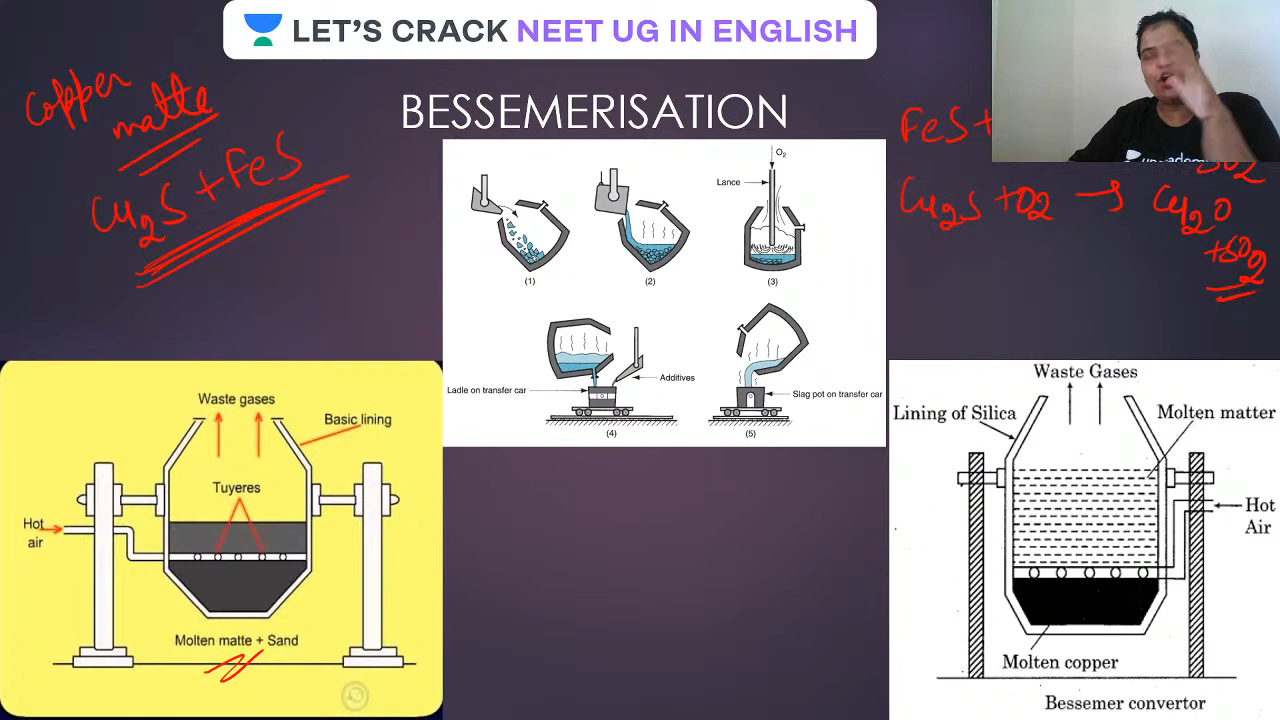 LET'S CRACK NEET UG IN ENGLISH
Copper
matte
Cu2S + FeS
BESSEMERISATION
FeS +
SO2
Cu2S + O2 → Cu2O
+SO2
O2
Lance
(1)
(2)
(3)
Ladle on transfer car
Additives
Slag pot on transfer car
(4)
(5)
Waste gases
Basic lining
Tuyeres
Hot
air
Molten matte + Sand
Waste Gases
Lining of Silica
Molten matter
Hot
Air
Molten copper
Bessemer convertor